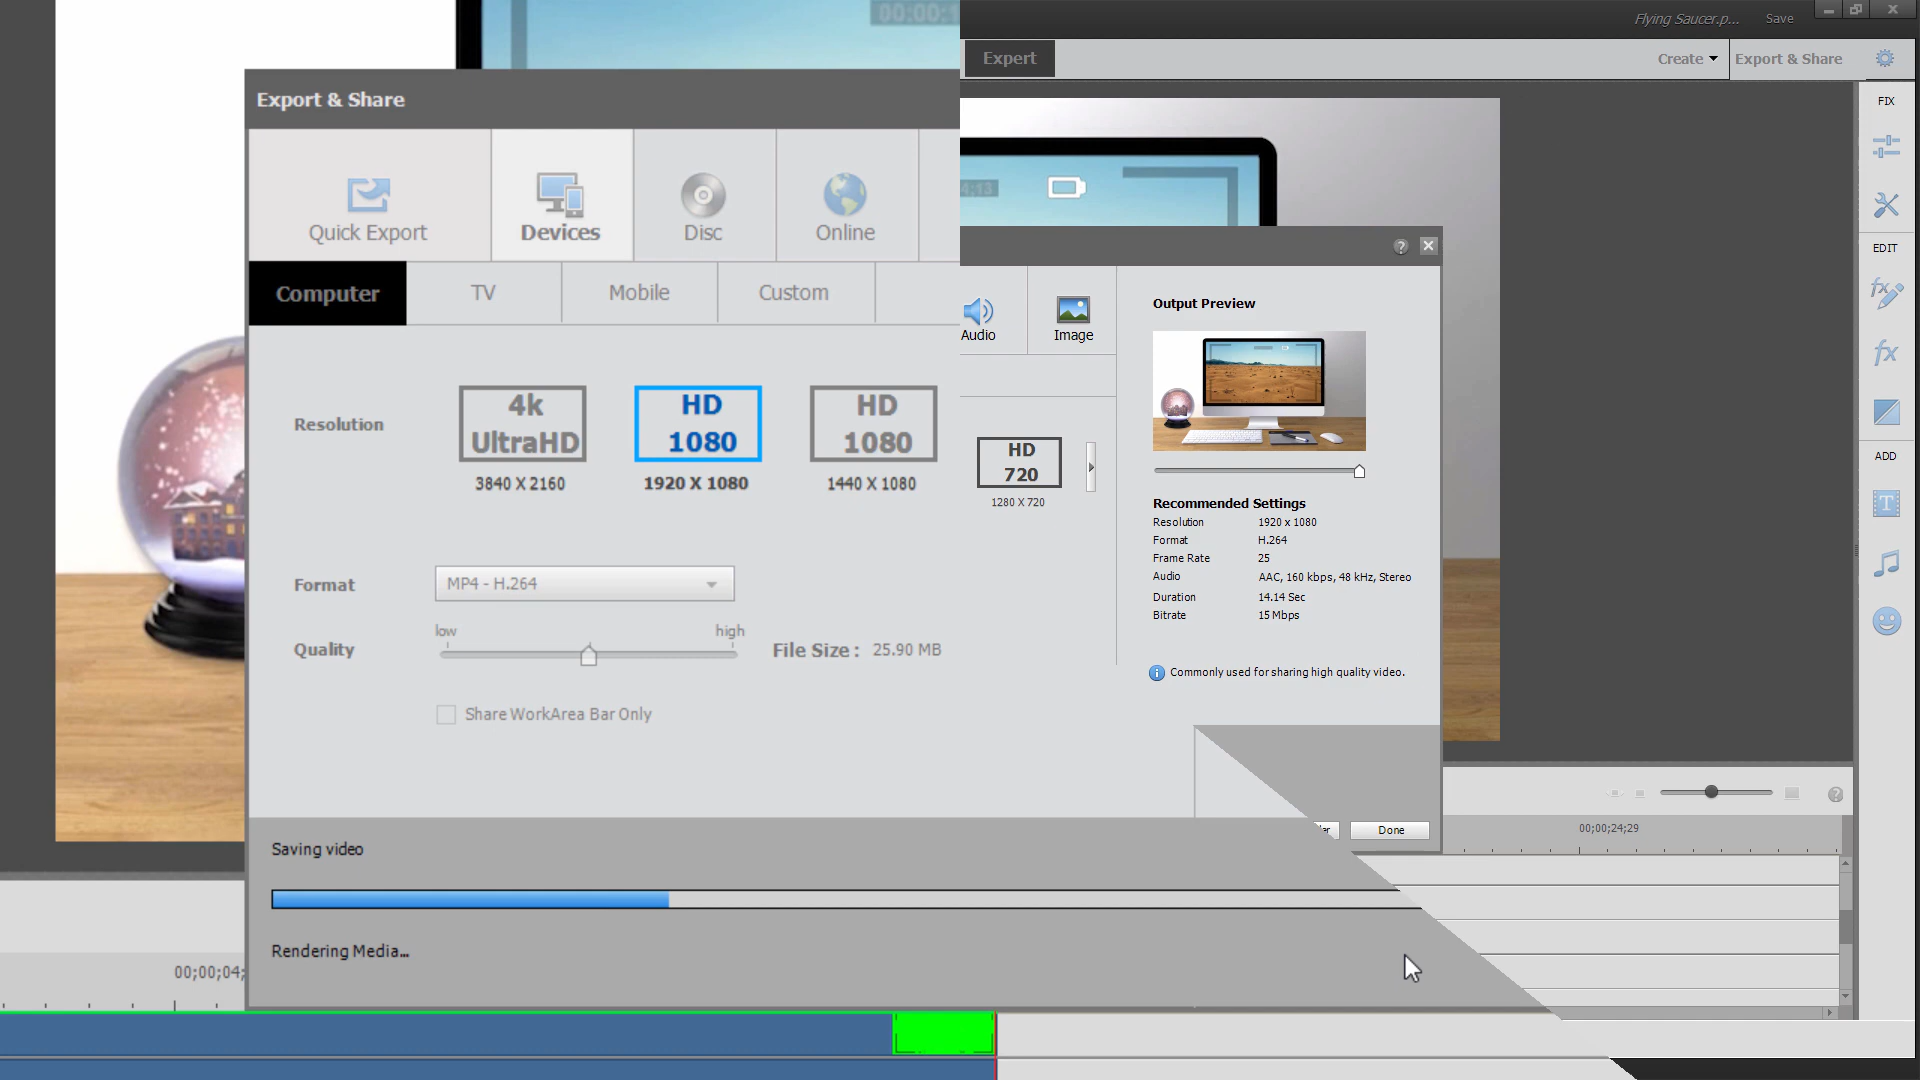 Flying Saucer.p...
Save
Expert
Create
Export & Share
Export & Share
Quick Export
Devices
Disc
Online
Audio
Image
Computer
TV
Mobile
Custom
Resolution
4k
UltraHD
3840 X 2160
HD
1080
1920 X 1080
HD
1080
1440 X 1080
HD
720
1280 X 720
Format
MP4 - H.264
Quality
low
high
File Size : 25.90 MB
Share WorkArea Bar Only
Output Preview
Recommended Settings
Resolution 1920 x 1080
Format H.264
Frame Rate 25
Audio AAC, 160 kbps, 48 kHz, Stereo
Duration 14.14 Sec
Bitrate 15 Mbps
Commonly used for sharing high quality video.
Done
Saving video
Rendering Media...
00;00;04;
00;00;24;29
FIX
EDIT
fx
fx
ADD
T